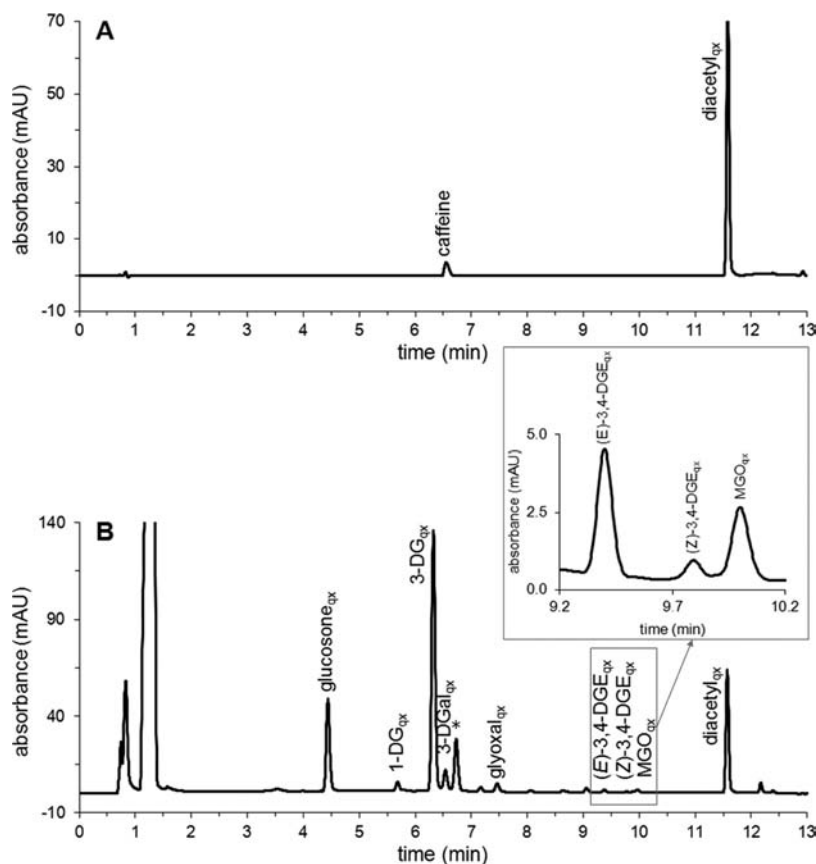 A
absorbance (mAU)
70
50
30
10
-10
caffeine
diacetylqx
0 1 2 3 4 5 6 7 8 9 10 11 12 13
time (min)
absorbance (mAU)
5.0
2.5
0.0
(E)-3,4-DGEqx
(Z)-3,4-DGEqx
MGOqx
9.2 9.7 10.2
time (min)
B
absorbance (mAU)
140
90
40
-10
glucosoneqx
1-DGqx
3-DGqx
3-DGalqx
*
glyoxalqx
(E)-3,4-DGEqx
(Z)-3,4-DGEqx
MGOqx
diacetylqx
0 1 2 3 4 5 6 7 8 9 10 11 12 13
time (min)